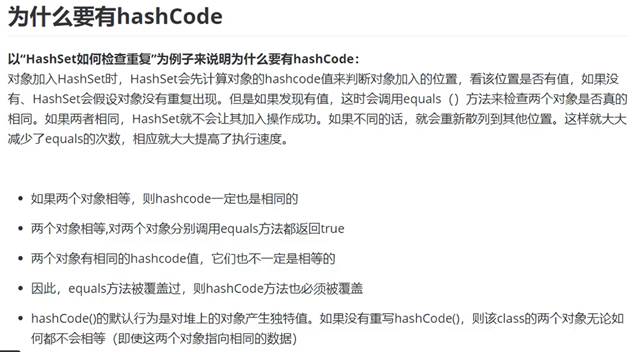 为什么要有hashCode
以“HashSet如何检查重复”为例子来说明为什么要有hashCode：
对象加入HashSet时，HashSet会先计算对象的hashcode值来判断对象加入的位置，看该位置是否有值，如果没
有、HashSet会假设对象没有重复出现。但是如果发现有值，这时会调用equals（）方法来检查两个对象是否真的
相同。如果两者相同，HashSet就不会让其加入操作成功。如果不同的话，就会重新散列到其他位置。这样就大大
减少了equals的次数，相应就大大提高了执行速度。
• 如果两个对象相等，则hashcode一定也是相同的
• 两个对象相等,对两个对象分别调用equals方法都返回true
• 两个对象有相同的hashcode值，它们也不一定是相等的
• 因此，equals方法被覆盖过，则hashCode方法也必须被覆盖
• hashCode()的默认行为是对堆上的对象产生独特值。如果没有重写hashCode()，则该class的两个对象无论如
何都不会相等（即使这两个对象指向相同的数据）